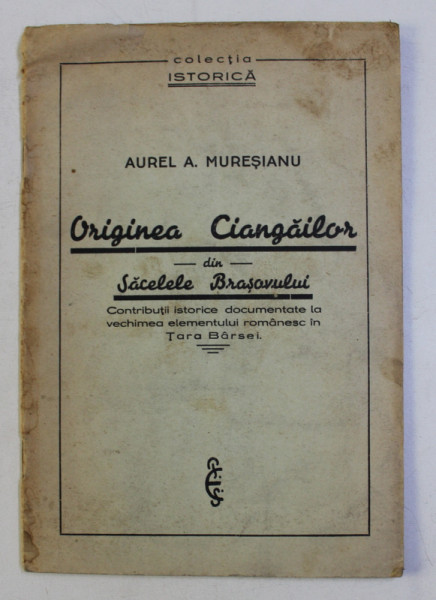 colecția
ISTORICĂ
AUREL A. MUREȘIANU
Originea Ciangăilor
din
Săcelele Brașovului
Contribuții istorice documentate la
vechimea elementului românesc în
Țara Bârsei.